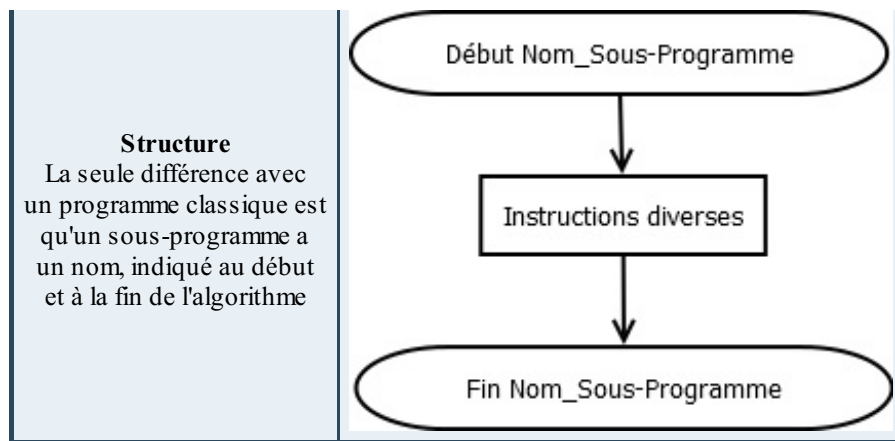 Structure
La seule différence avec
un programme classique est
qu'un sous-programme a
un nom, indiqué au début
et à la fin de l'algorithme
Début Nom_Sous-Programme
Instructions diverses
Fin Nom_Sous-Programme